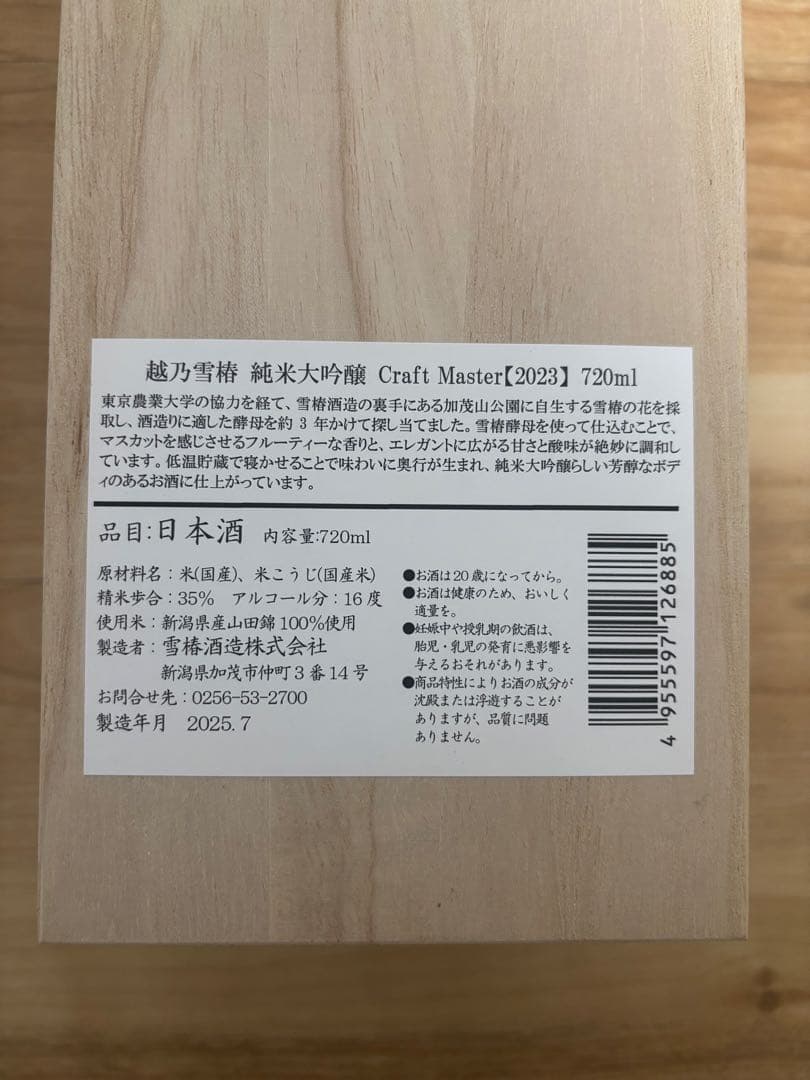 越乃雪椿 純米大吟醸 Craft Master【2023】 720ml
東京農業大学の協力を経て、雪椿酒造の裏手にある加茂山公園に自生する雪椿の花を採
取し、酒造りに適した酵母を約 3 年かけて探し当てました。雪椿酵母を使って仕込むことで、
マスカットを感じさせるフルーティーな香りと、エレガントに広がる甘さと酸味が絶妙に調和し
ています。低温貯蔵で寝かせることで味わいに奥行が生まれ、純米大吟醸らしい芳醇なボデ
ィのあるお酒に仕上がっています。
品目:日本酒 内容量:720ml
原材料名:米(国産)、米こうじ(国産米)
精米歩合:35% アルコール分:16度
使用米:新潟県産山田錦100%使用
製造者:雪椿酒造株式会社
新潟県加茂市仲町3番14号
お問合せ先:0256-53-2700
製造年月 2025.7
●お酒は20歳になってから。
●お酒は健康のため、おいしく
適量を。
●妊娠中や授乳期の飲酒は、
胎児・乳児の発育に悪影響を
与えるおそれがあります。
●商品特性によりお酒の成分が
沈殿または浮遊することが
ありますが、品質に問題
ありません。
4 955597 126885